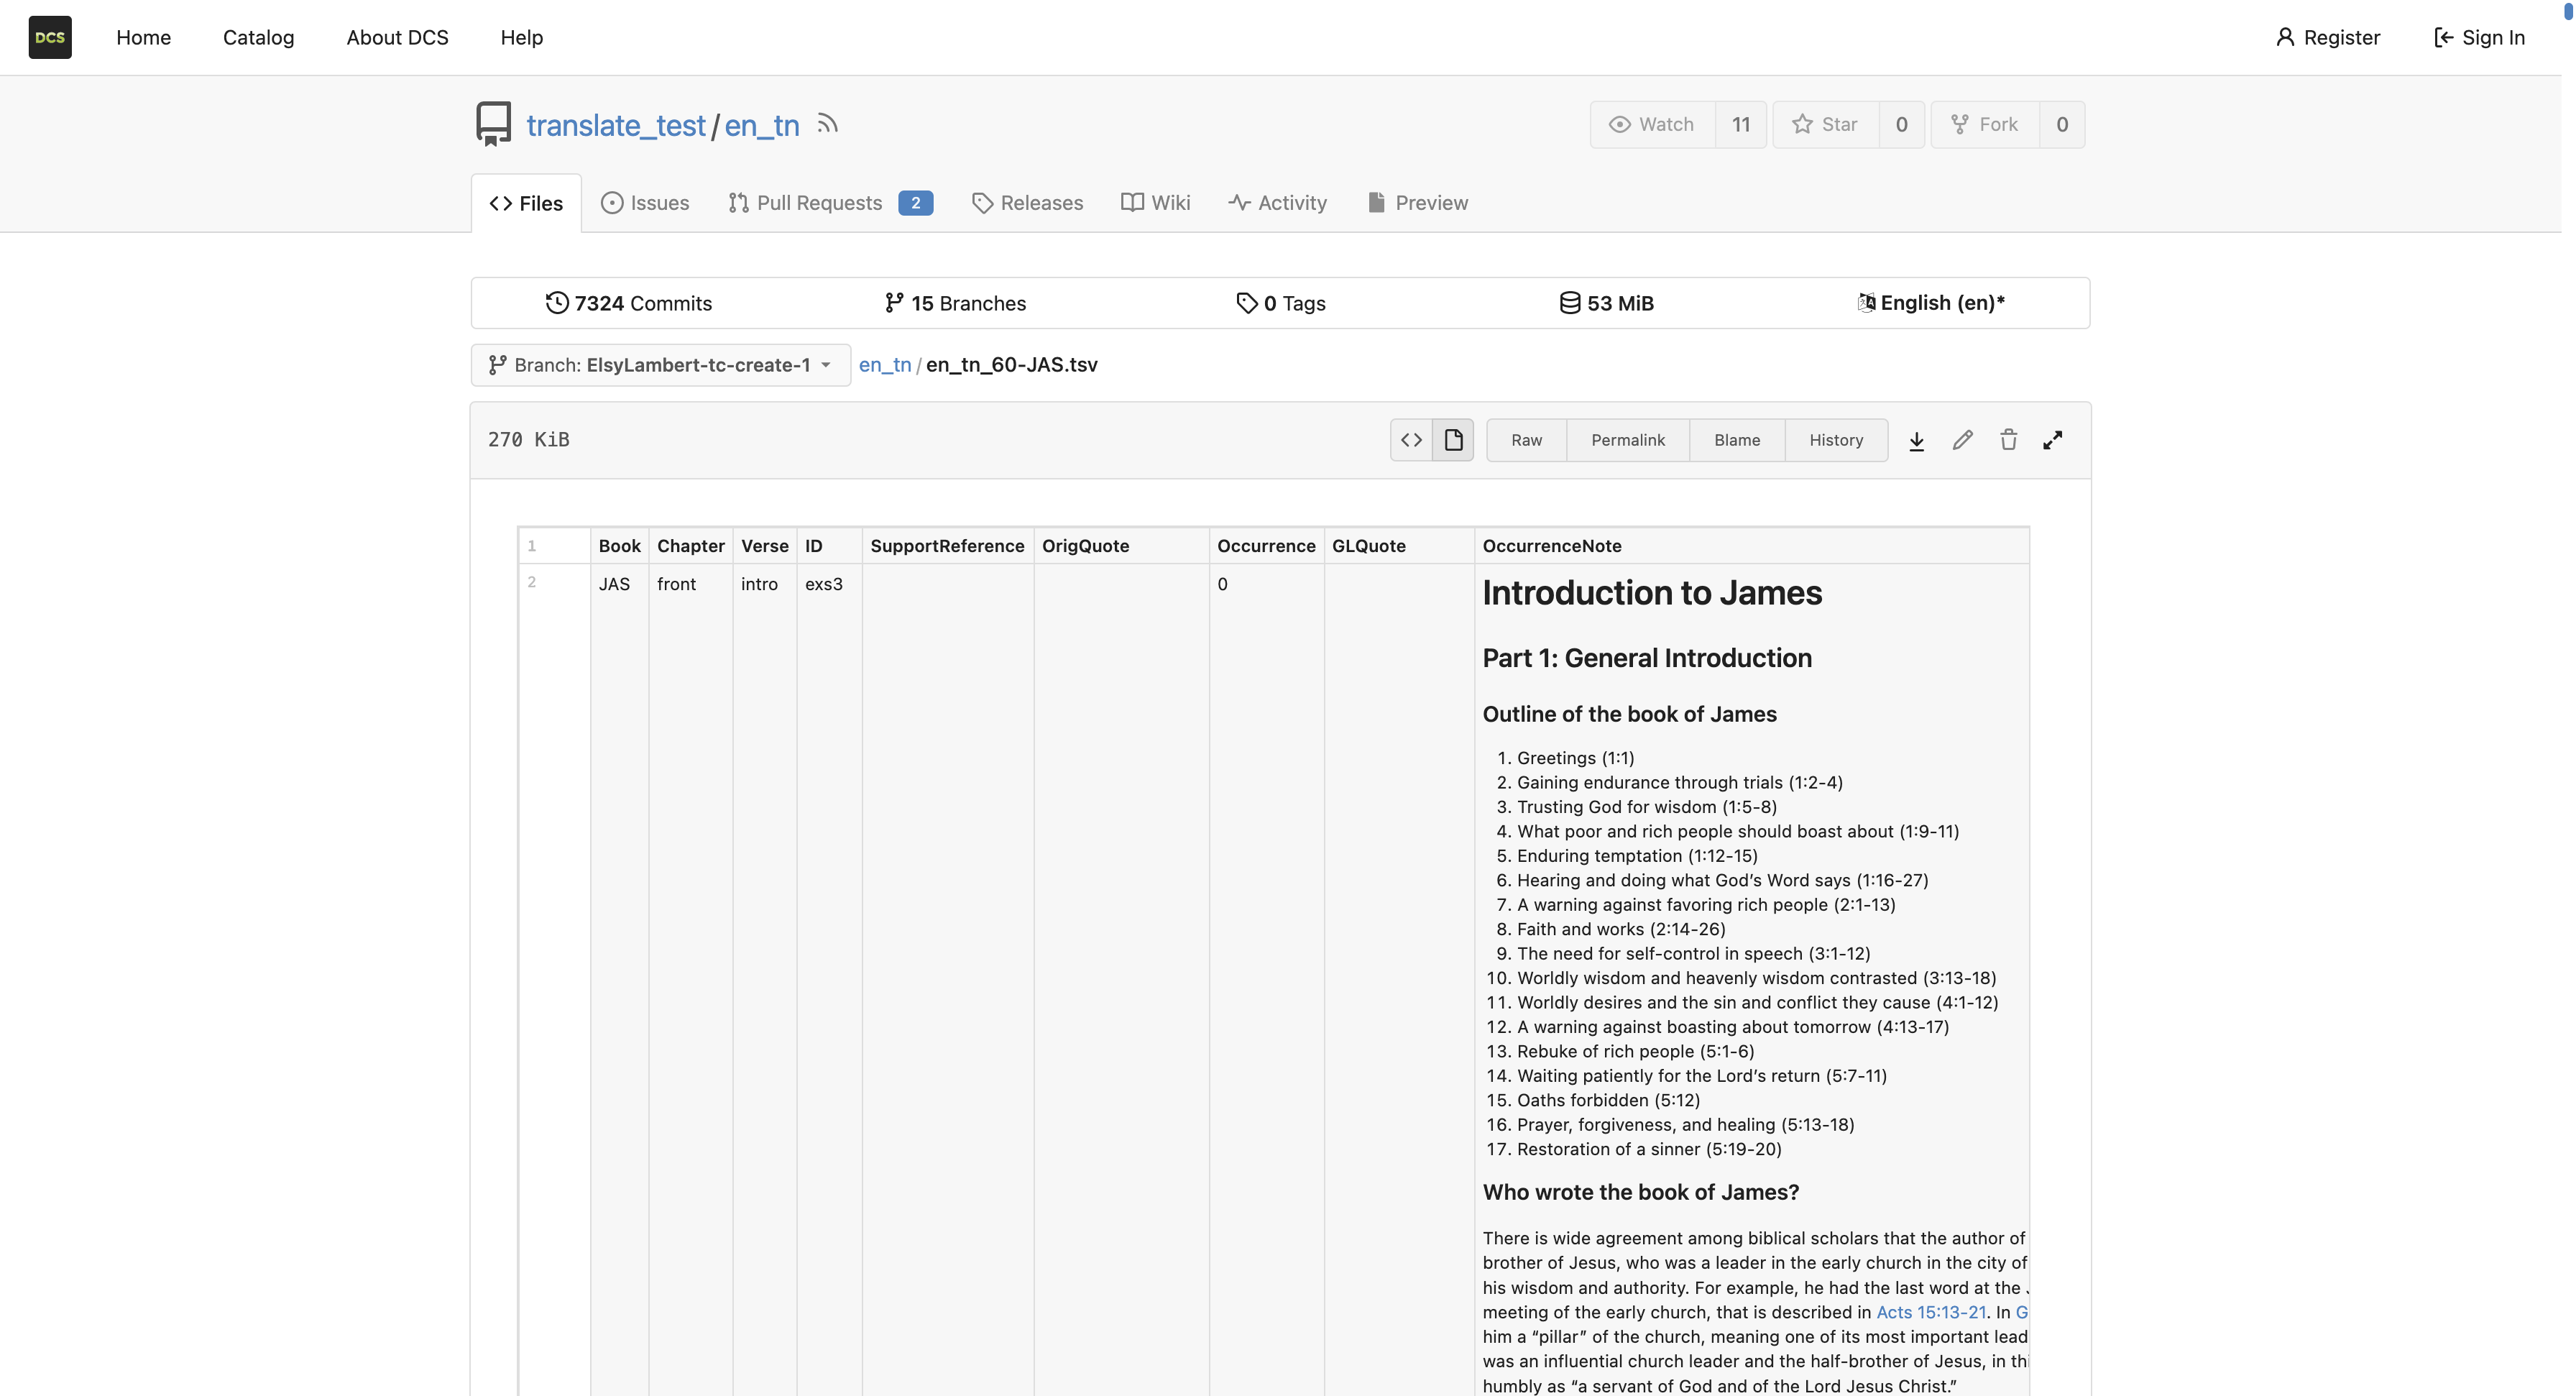 DCS Home Catalog About DCS Help Register Sign In
translate_test / en_tn Watch 11 Star 0 Fork 0
Files Issues Pull Requests 2 Releases Wiki Activity Preview
7324 Commits 15 Branches 0 Tags 53 MiB English (en)*
Branch: ElsyLambert-tc-create-1 en_tn / en_tn_60-JAS.tsv
270 KiB Raw Permalink Blame History
1 Book Chapter Verse ID SupportReference OrigQuote Occurrence GLQuote OccurrenceNote
2 JAS front intro exs3 0
Introduction to James
Part 1: General Introduction
Outline of the book of James
1. Greetings (1:1)
2. Gaining endurance through trials (1:2-4)
3. Trusting God for wisdom (1:5-8)
4. What poor and rich people should boast about (1:9-11)
5. Enduring temptation (1:12-15)
6. Hearing and doing what God’s Word says (1:16-27)
7. A warning against favoring rich people (2:1-13)
8. Faith and works (2:14-26)
9. The need for self-control in speech (3:1-12)
10. Worldly wisdom and heavenly wisdom contrasted (3:13-18)
11. Worldly desires and the sin and conflict they cause (4:1-12)
12. A warning against boasting about tomorrow (4:13-17)
13. Rebuke of rich people (5:1-6)
14. Waiting patiently for the Lord’s return (5:7-11)
15. Oaths forbidden (5:12)
16. Prayer, forgiveness, and healing (5:13-18)
17. Restoration of a sinner (5:19-20)
Who wrote the book of James?
There is wide agreement among biblical scholars that the author of
brother of Jesus, who was a leader in the early church in the city of
his wisdom and authority. For example, he had the last word at the
meeting of the early church, that is described in Acts 15:13-21. In G
him a “pillar” of the church, meaning one of its most important lead
was an influential church leader and the half-brother of Jesus, in thi
humbly as “a servant of God and of the Lord Jesus Christ.”